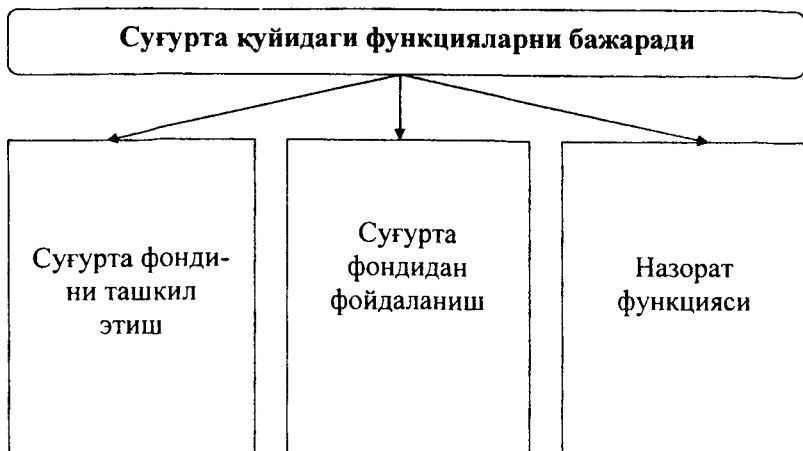 Суғурта қуйидаги функцияларни бажаради
Суғурта фонди-
ни ташкил
этиш
Суғурта
фондидан
фойдаланиш
Назорат
функцияси